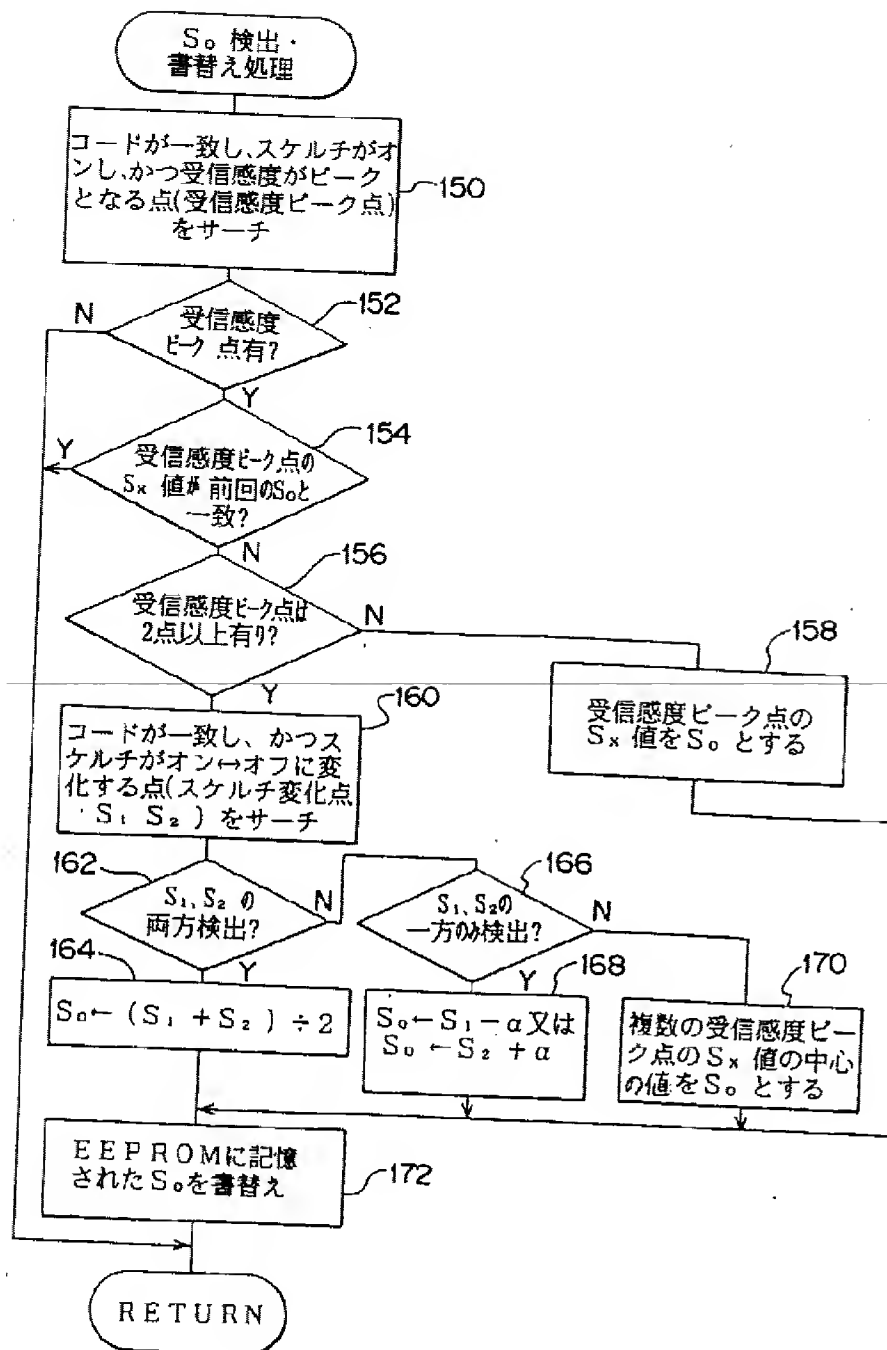 S₀ 検出・
書替え処理
コードが一致し、スケルチがオ
ンし、かつ受信感度がピーク
となる点(受信感度ピーク点)
をサーチ
150
152
N
受信感度
ピーク 点有?
Y
154
Y
受信感度ピーク点の
Sₓ 値が 前回のS₀と
一致?
N
156
受信感度ピーク点は
2点以上有り?
N
Y
158
受信感度ピーク点の
Sₓ 値をS₀ とする
160
コードが一致し、かつス
ケルチがオン↔オフに変
化する点(スケルチ変化点
S₁ S₂ )をサーチ
162
S₁、S₂ の
両方検出?
N
Y
166
S₁、S₂の
一方のみ検出?
N
Y
164
S₀← (S₁ +S₂ ) ÷2
168
S₀←S₁−α又は
S₀ ←S₂ +α
170
複数の受信感度ピー
ク点のSₓ 値の中心
の値をS₀ とする
EEPROMに記憶
されたS₀を書替え
172
RETURN